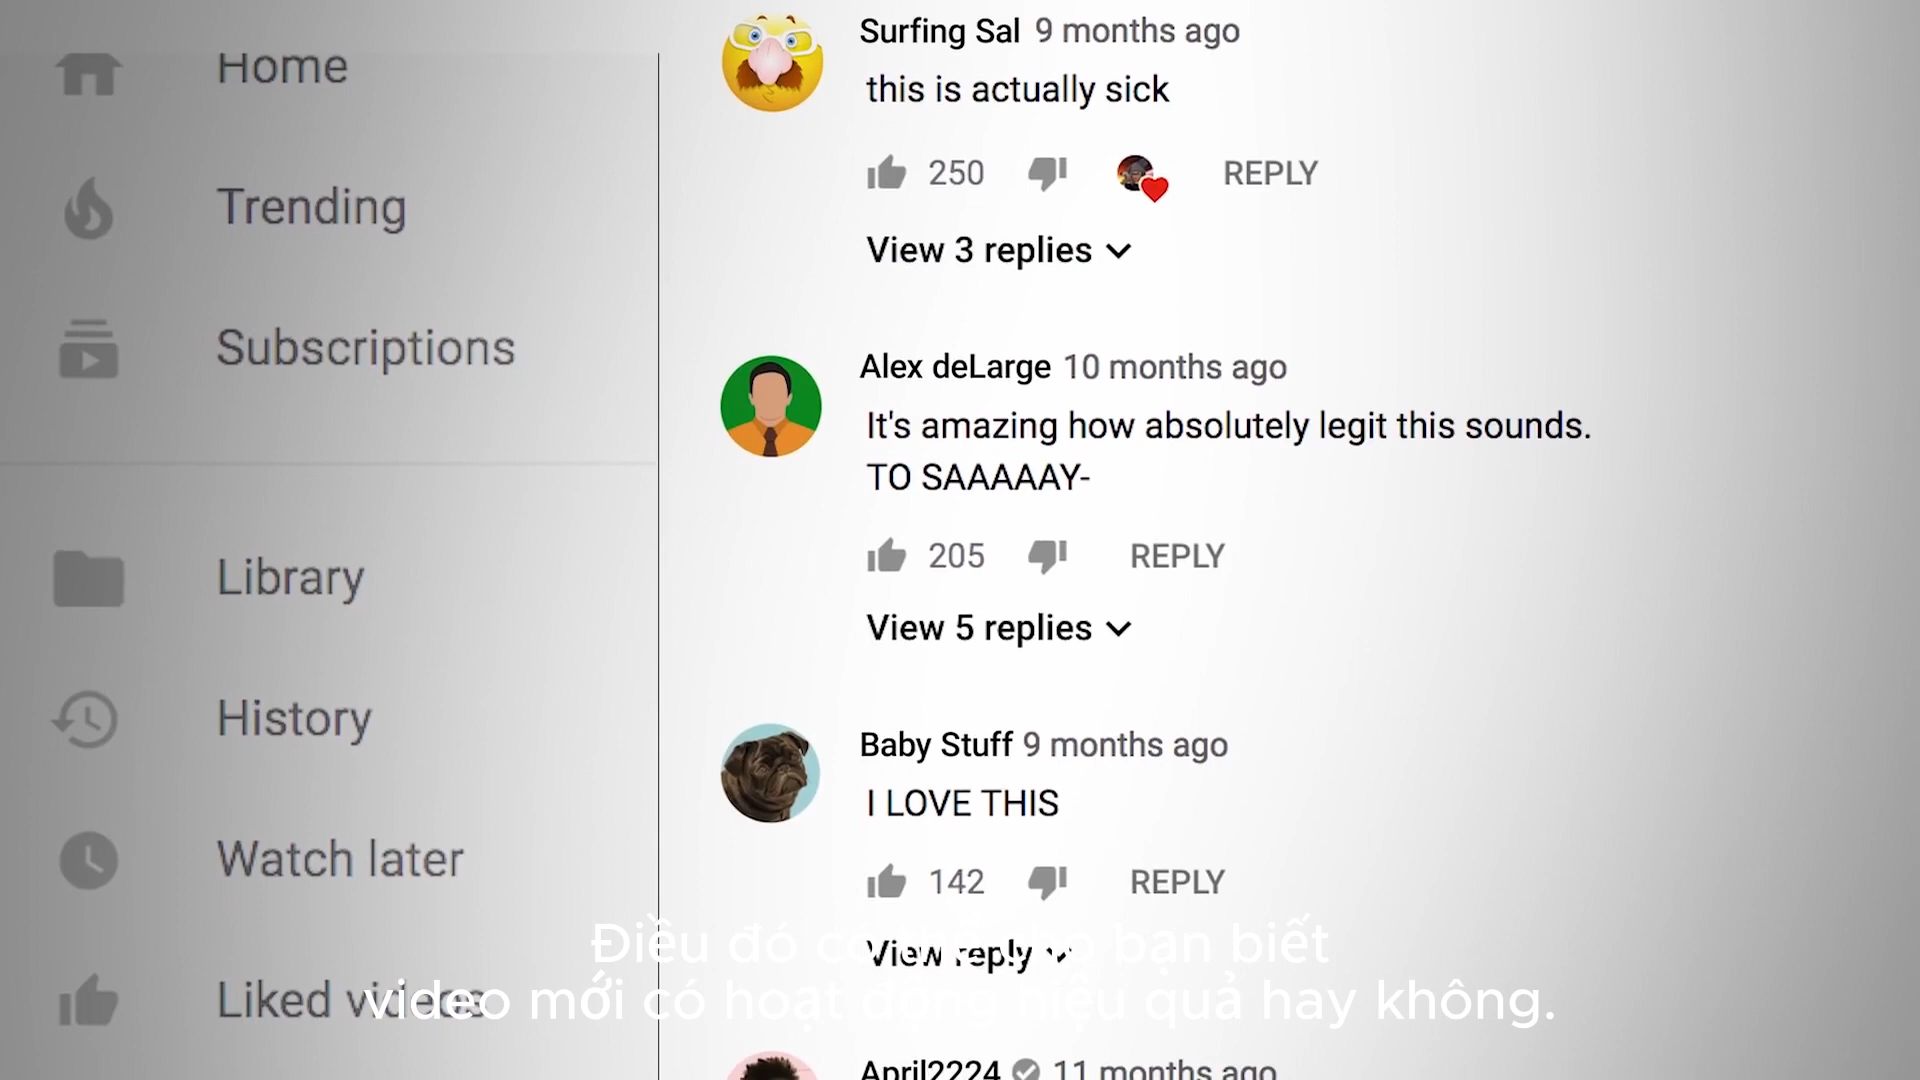 Home
Trending
Subscriptions
Library
History
Watch later
Liked videos
Surfing Sal 9 months ago
this is actually sick
250 REPLY
View 3 replies
Alex deLarge 10 months ago
It's amazing how absolutely legit this sounds.
TO SAAAAAY-
205 REPLY
View 5 replies
Baby Stuff 9 months ago
I LOVE THIS
142 REPLY
View reply
April2224 11 months ago
Điều đó có thể cho bạn biết
video mới có hoạt động hiệu quả hay không.